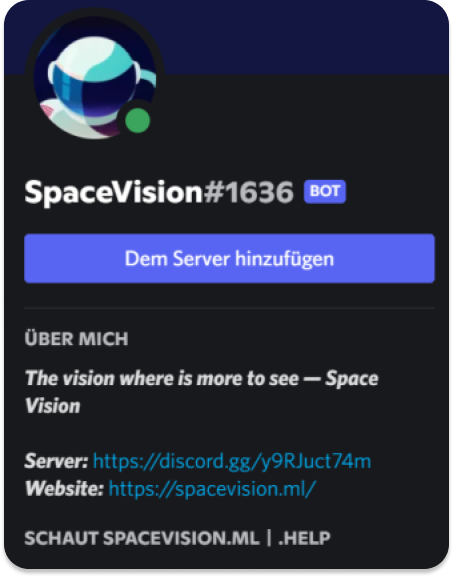 SpaceVision#1636 BOT
Dem Server hinzufügen
ÜBER MICH
The vision where is more to see — Space
Vision
Server: https://discord.gg/y9RJuct74m
Website: https://spacevision.ml/
SCHAUT SPACEVISION.ML | .HELP